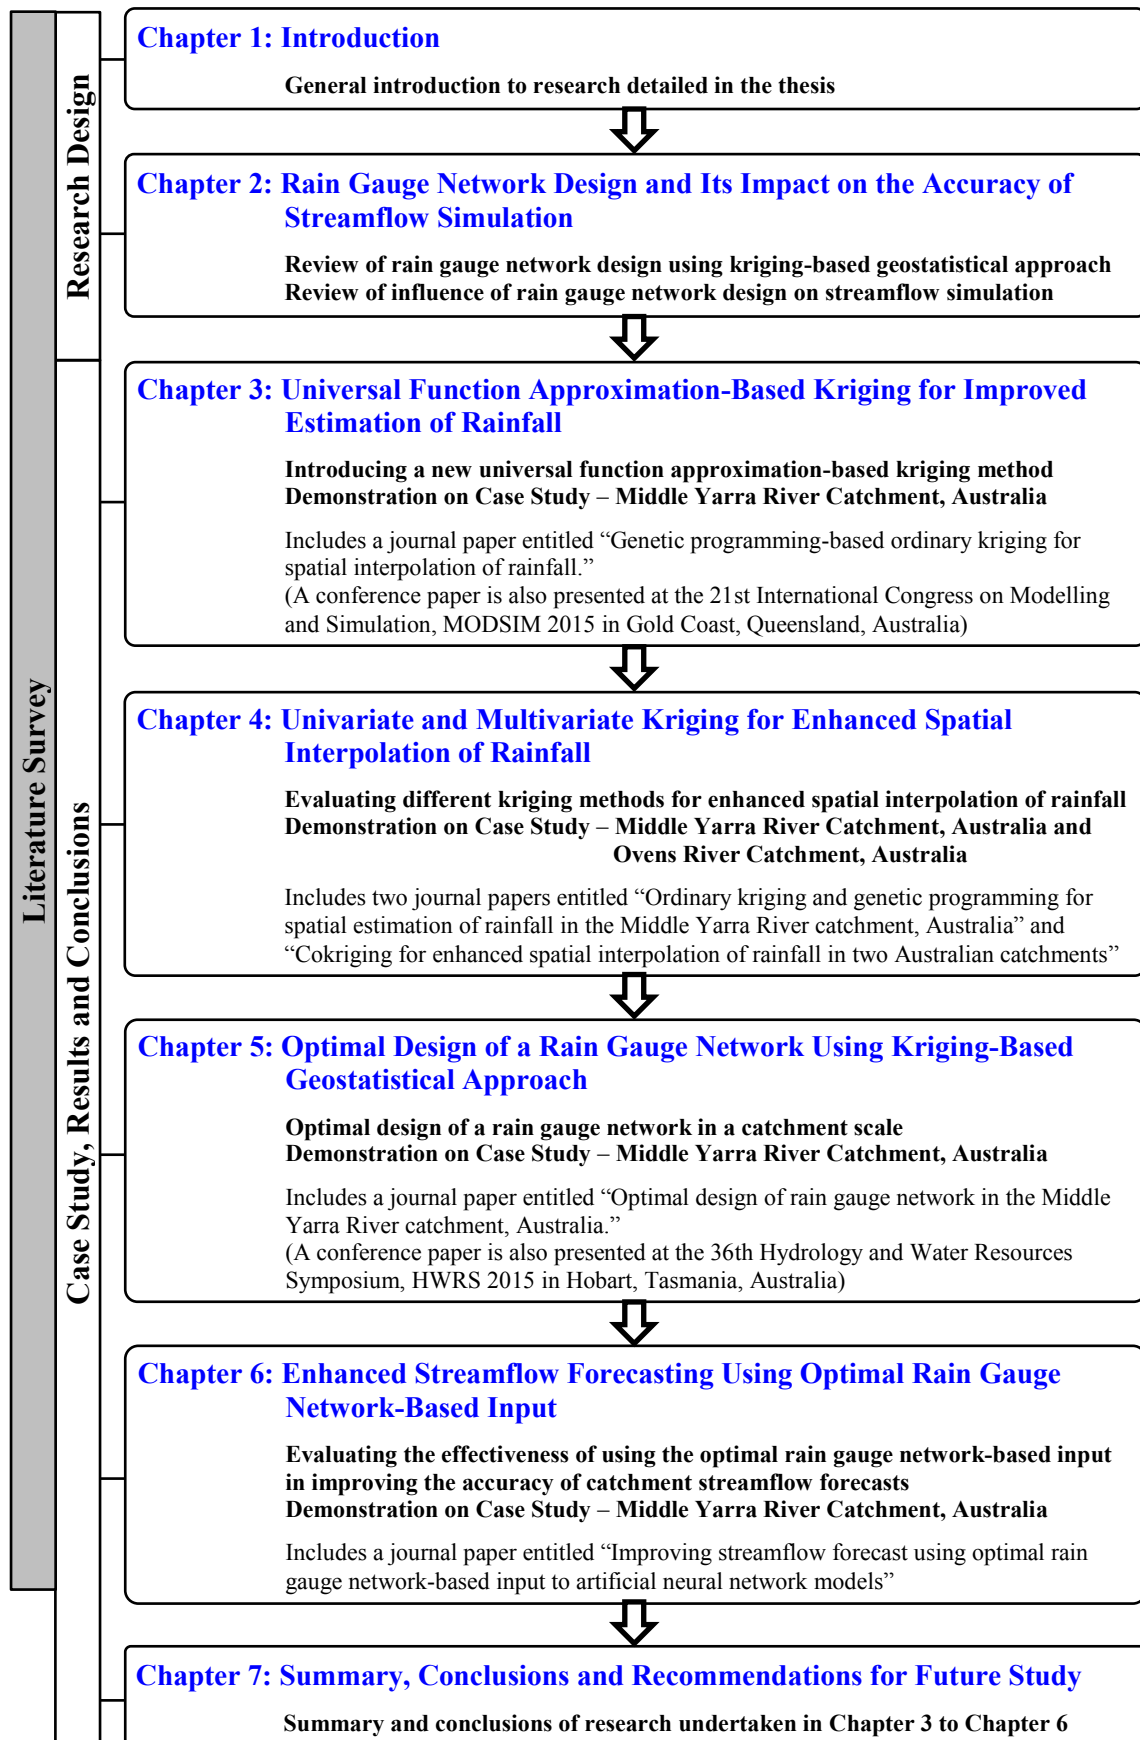 Literature Survey
Research Design
Case Study, Results and Conclusions
Chapter 1: Introduction
General introduction to research detailed in the thesis
Chapter 2: Rain Gauge Network Design and Its Impact on the Accuracy of
Streamflow Simulation
Review of rain gauge network design using kriging-based geostatistical approach
Review of influence of rain gauge network design on streamflow simulation
Chapter 3: Universal Function Approximation-Based Kriging for Improved
Estimation of Rainfall
Introducing a new universal function approximation-based kriging method
Demonstration on Case Study – Middle Yarra River Catchment, Australia
Includes a journal paper entitled “Genetic programming-based ordinary kriging for
spatial interpolation of rainfall.”
(A conference paper is also presented at the 21st International Congress on Modelling
and Simulation, MODSIM 2015 in Gold Coast, Queensland, Australia)
Chapter 4: Univariate and Multivariate Kriging for Enhanced Spatial
Interpolation of Rainfall
Evaluating different kriging methods for enhanced spatial interpolation of rainfall
Demonstration on Case Study – Middle Yarra River Catchment, Australia and
Ovens River Catchment, Australia
Includes two journal papers entitled “Ordinary kriging and genetic programming for
spatial estimation of rainfall in the Middle Yarra River catchment, Australia” and
“Cokriging for enhanced spatial interpolation of rainfall in two Australian catchments”
Chapter 5: Optimal Design of a Rain Gauge Network Using Kriging-Based
Geostatistical Approach
Optimal design of a rain gauge network in a catchment scale
Demonstration on Case Study – Middle Yarra River Catchment, Australia
Includes a journal paper entitled “Optimal design of rain gauge network in the Middle
Yarra River catchment, Australia.”
(A conference paper is also presented at the 36th Hydrology and Water Resources
Symposium, HWRS 2015 in Hobart, Tasmania, Australia)
Chapter 6: Enhanced Streamflow Forecasting Using Optimal Rain Gauge
Network-Based Input
Evaluating the effectiveness of using the optimal rain gauge network-based input
in improving the accuracy of catchment streamflow forecasts
Demonstration on Case Study – Middle Yarra River Catchment, Australia
Includes a journal paper entitled “Improving streamflow forecast using optimal rain
gauge network-based input to artificial neural network models”
Chapter 7: Summary, Conclusions and Recommendations for Future Study
Summary and conclusions of research undertaken in Chapter 3 to Chapter 6